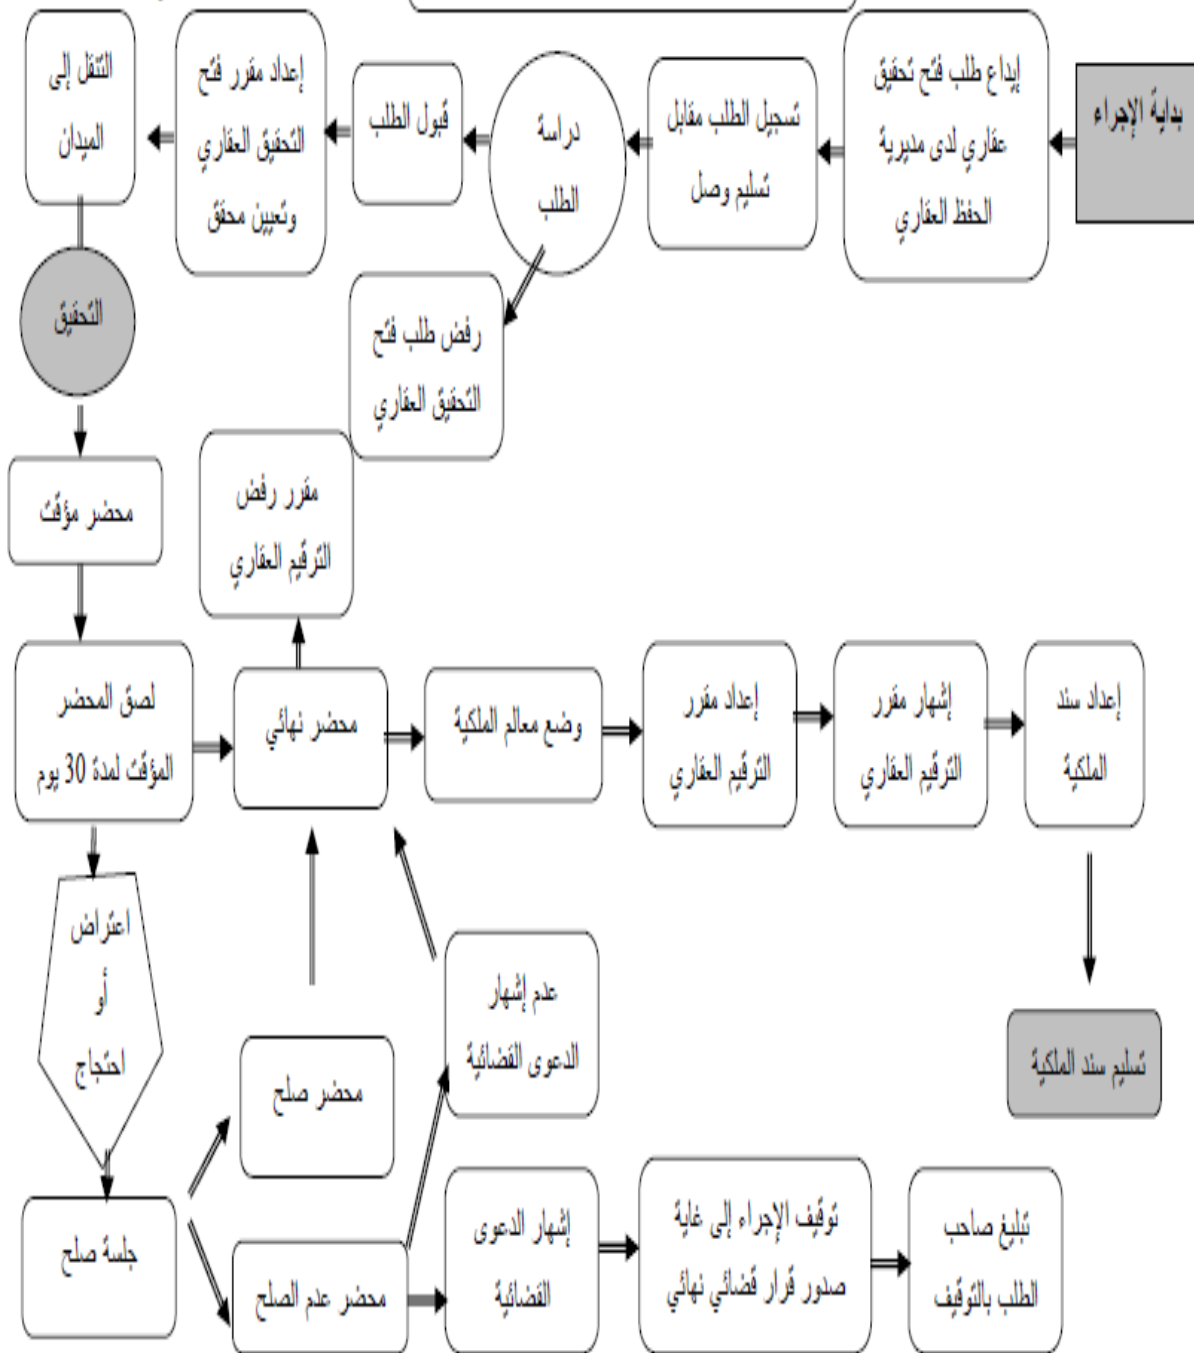 بداية الإجراء
إيداع طلب فتح تحقيق
عقاري لدى مديرية
الحفظ العقاري
تسجيل الطلب مقابل
تسليم وصل
دراسة
الطلب
قبول الطلب
إعداد مقرر فتح
التحقيق العقاري
وتعيين محقق
التنقل إلى
الميدان
التحقيق
رفض طلب فتح
التحقيق العقاري
محضر مؤقت
مقرر رفض
الترقيم العقاري
لصق المحضر
المؤقت لمدة 30 يوم
محضر نهائي
وضع معالم الملكية
إعداد مقرر
الترقيم العقاري
إشهار مقرر
الترقيم العقاري
إعداد سند
الملكية
اعتراض
أو
احتجاج
عدم إشهار
الدعوى القضائية
محضر صلح
تسليم سند الملكية
جلسة صلح
محضر عدم الصلح
إشهار الدعوى
القضائية
توقيف الإجراء إلى غاية
صدور قرار قضائي نهائي
تبليغ صاحب
الطلب بالتوقيف